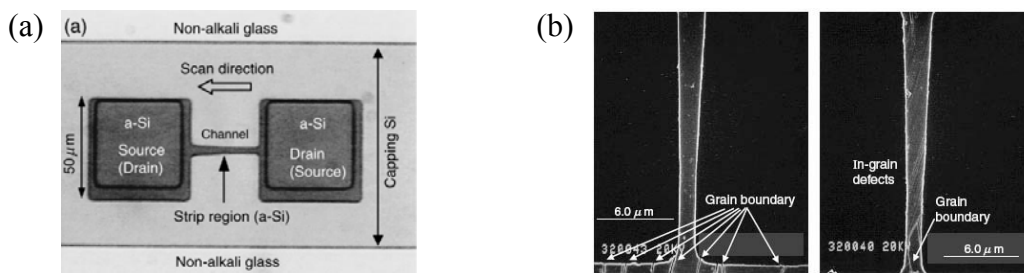 (a)
(a)
Non-alkali glass
Scan direction
a-Si
Source
(Drain)
Channel
a-Si
Drain
(Source)
50 μm
Capping Si
Strip region (a-Si)
Non-alkali glass
(b)
Grain boundary
6.0 μm
320043 20KV
In-grain
defects
Grain
boundary
320040 20KV
6.0 μm